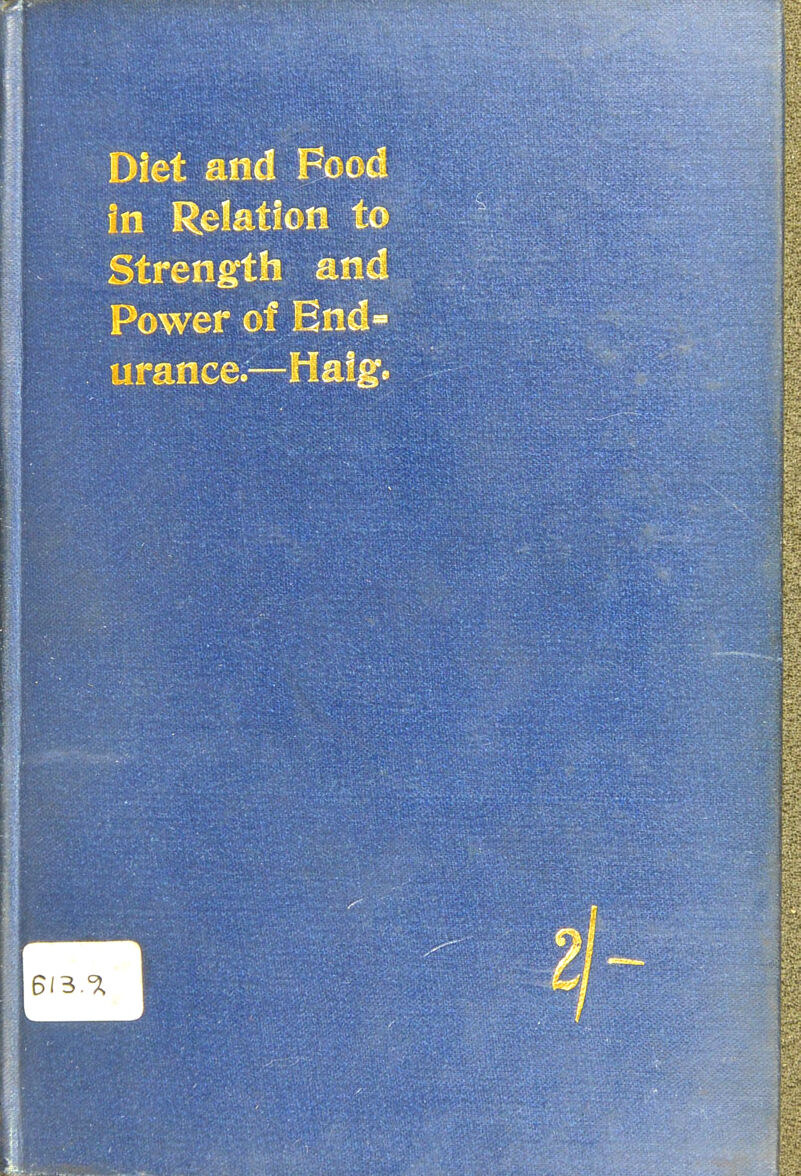 Diet and Food
in Relation to
Strength and
Power of End=
urance.—Haig.
2/-
613.2